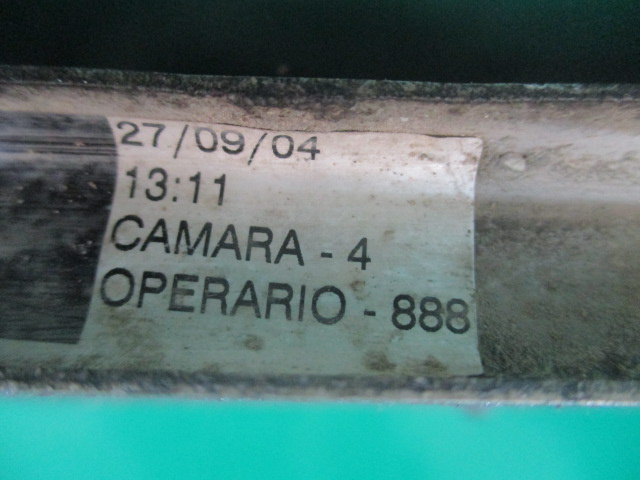 27/09/04
13:11
CAMARA - 4
OPERARIO - 888